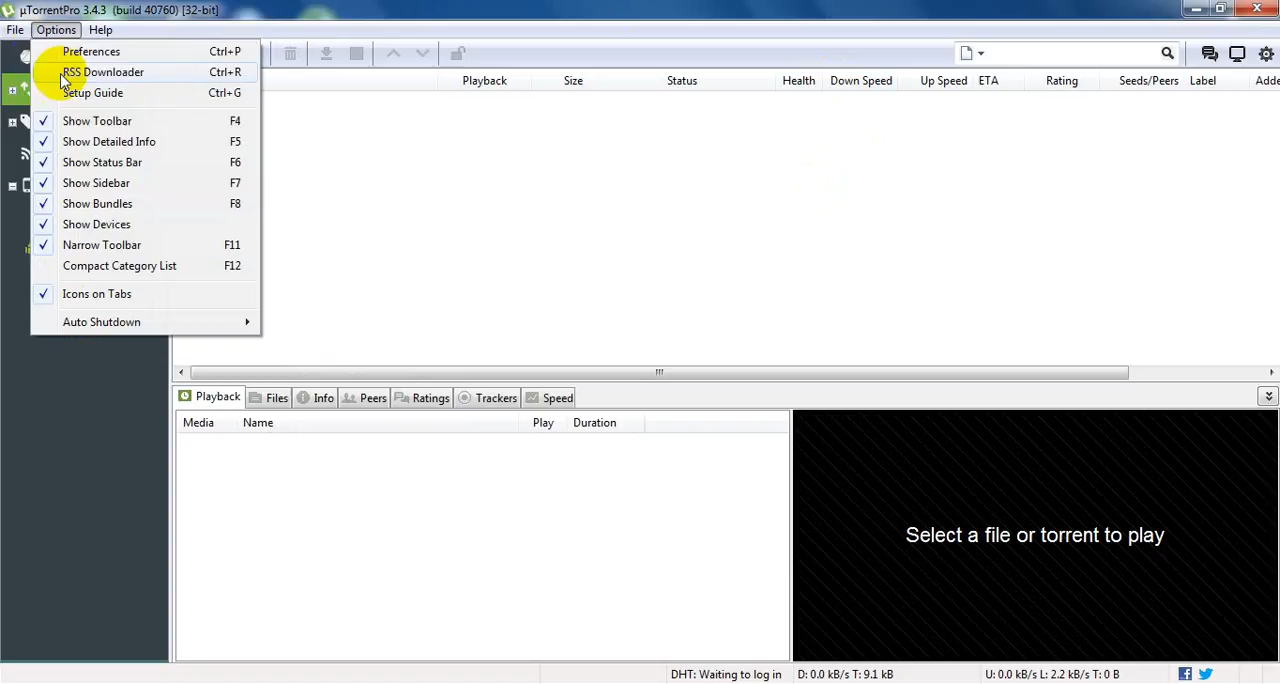 µTorrentPro 3.4.3 (build 40760) [32-bit]
File Options Help
Preferences Ctrl+P
RSS Downloader Ctrl+R
Setup Guide Ctrl+G
Show Toolbar F4
Show Detailed Info F5
Show Status Bar F6
Show Sidebar F7
Show Bundles F8
Show Devices
Narrow Toolbar F11
Compact Category List F12
Icons on Tabs
Auto Shutdown
Playback Size Status Health Down Speed Up Speed ETA Rating Seeds/Peers Label Adde
Playback Files Info Peers Ratings Trackers Speed
Media Name Play Duration
Select a file or torrent to play
DHT: Waiting to log in D: 0.0 kB/s T: 9.1 kB U: 0.0 kB/s L: 2.2 kB/s T: 0 B